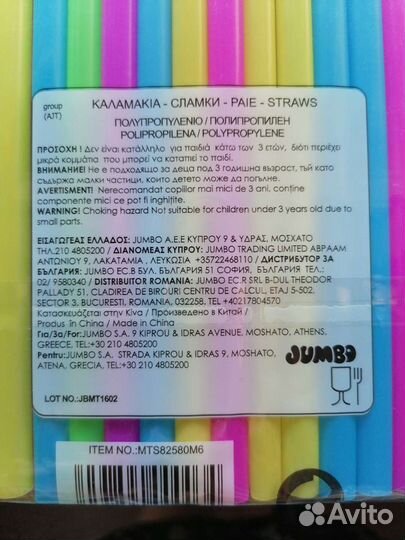 group
(AJT)
ΚΑΛΑΜΑΚΙΑ - СЛАМКИ - PAIE - STRAWS
ΠΟΛΥΠΡΟΠΥΛΕΝΙΟ / ПОЛИПРОПИЛЕН
POLIPROPILENA / POLYPROPYLENE
ΠΡΟΣΟΧΗ ! Δεν είναι κατάλληλο για παιδιά κάτω των 3 ετών, διότι περιέχει
μικρά κομμάτια που μπορεί να καταπιεί το παιδί.
ВНИМАНИЕ! Не е подходящо за деца под 3 годишна възраст, тъй като
съдържа малки частици, които детето може да погълне.
AVERTISMENT! Nerecomandat copiilor mai mici de 3 ani, conține
componente mici ce pot fi înghițite.
WARNING! Choking hazard Not suitable for children under 3 years old due to
small parts.
ΕΙΣΑΓΩΓΕΑΣ ΕΛΛΑΔΟΣ: JUMBO A.E.E ΚΥΠΡΟΥ 9 & ΥΔΡΑΣ, ΜΟΣΧΑΤΟ
ΤΗΛ.210 4805200 / ΔΙΑΝΟΜΕΑΣ ΚΥΠΡΟΥ: JUMBO TRADING LIMITED ΑΒΡΑΑΜ
ΑΝΤΩΝΙΟΥ 9, ΛΑΚΑΤΑΜΙΑ , ΛΕΥΚΩΣΙΑ +35722468110 / ДИСТРИБУТОР ЗА
БЪЛГАРИЯ: JUMBO EC.B БУЛ. БЪЛГАРИЯ 51 СОФИЯ , БЪЛГАРИЯ ТЕЛ.:
02/ 9580340 / DISTRIBUITOR ROMANIA: JUMBO EC.R SRL B-DUL THEODOR
PALLADY 51, CLADIREA DE BIROURI CENTRU DE CALCUL, ETAJ 5-502,
SECTOR 3, BUCURESTI, ROMANIA, 032258. TEL +40217804570
Κατασκευάζεται στην Κίνα / Произведено в Китай /
Produs în China / Made in China
Για/За/For:JUMBO S.A. 9 KIPROU & IDRAS AVENUE, MOSHATO, ATHENS,
GREECE, TEL:+30 210 4805200
Pentru:JUMBO S.A. STRADA KIPROU & IDRAS 9, MOSHATO,
ATENA, GRECIA, TEL:+30 210 4805200
JUMBO
LOT NO.:JBMT1602
ITEM NO.:MTS82580M6
Avito